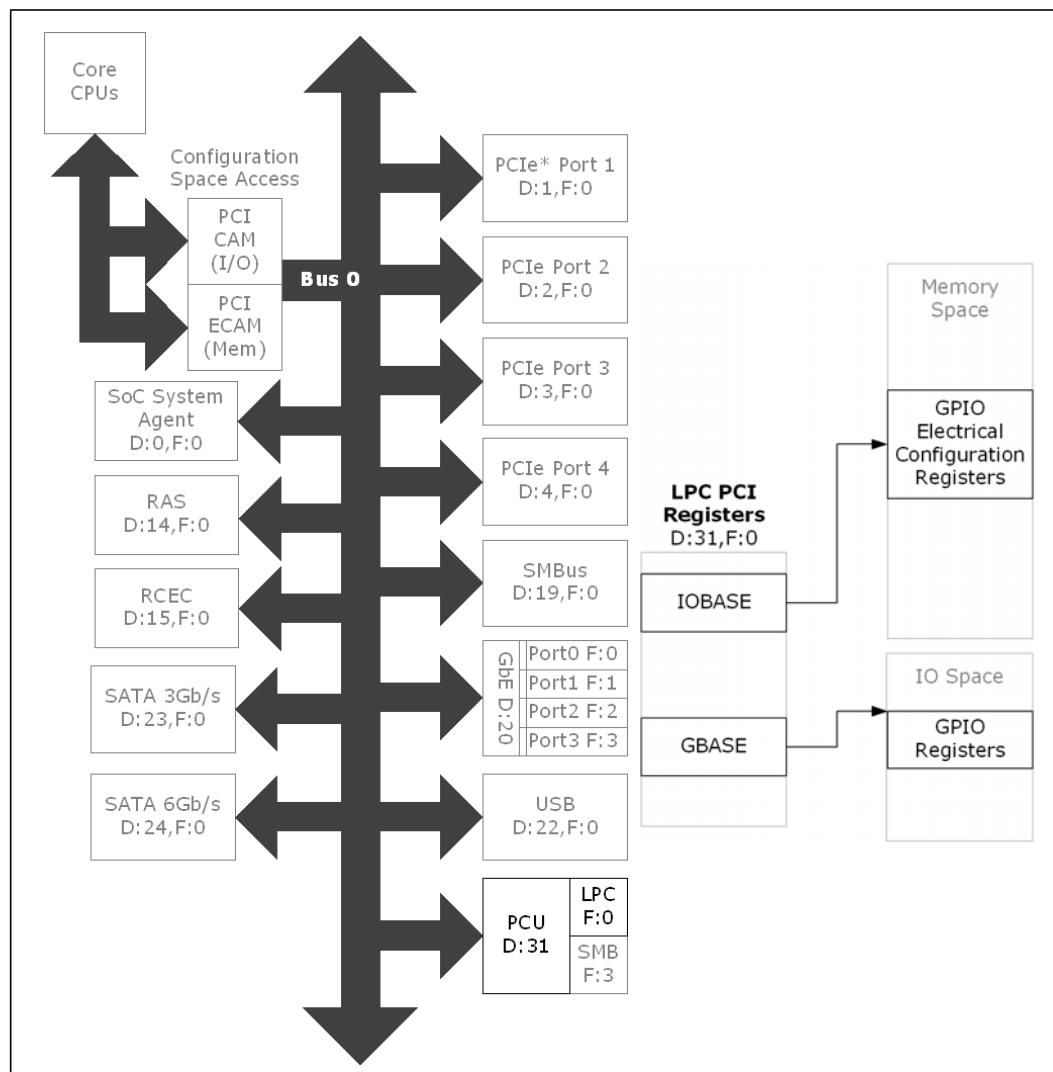 Core
CPUs
Configuration
Space Access
PCI
CAM
(I/O)
PCI
ECAM
(Mem)
Bus 0
SoC System
Agent
D:0,F:0
RAS
D:14,F:0
RCEC
D:15,F:0
SATA 3Gb/s
D:23,F:0
SATA 6Gb/s
D:24,F:0
PCIe* Port 1
D:1,F:0
PCIe Port 2
D:2,F:0
PCIe Port 3
D:3,F:0
PCIe Port 4
D:4,F:0
SMBus
D:19,F:0
GbE D:20
Port0 F:0
Port1 F:1
Port2 F:2
Port3 F:3
USB
D:22,F:0
PCU
D:31
LPC
F:0
SMB
F:3
LPC PCI
Registers
D:31,F:0
IOBASE
GBASE
Memory
Space
GPIO
Electrical
Configuration
Registers
IO Space
GPIO
Registers